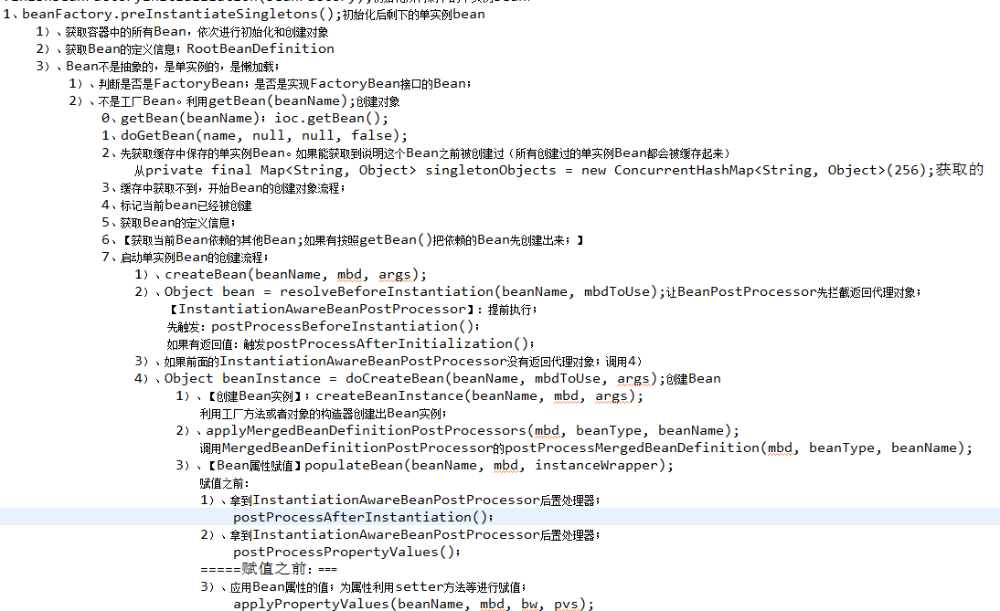 1、beanFactory.preInstantiateSingletons();初始化后剩下的单实例bean
1）、获取容器中的所有Bean，依次进行初始化和创建对象
2）、获取Bean的定义信息；RootBeanDefinition
3）、Bean不是抽象的，是单实例的，是懒加载；
1）、判断是否是FactoryBean；是否是实现FactoryBean接口的Bean；
2）、不是工厂Bean。利用getBean(beanName);创建对象
0、getBean(beanName)； ioc.getBean();
1、doGetBean(name, null, null, false);
2、先获取缓存中保存的单实例Bean。如果能获取到说明这个Bean之前被创建过（所有创建过的单实例Bean都会被缓存起来）
从private final Map<String, Object> singletonObjects = new ConcurrentHashMap<String, Object>(256);获取的
3、缓存中获取不到，开始Bean的创建对象流程；
4、标记当前bean已经被创建
5、获取Bean的定义信息；
6、【获取当前Bean依赖的其他Bean;如果有按照getBean()把依赖的Bean先创建出来；】
7、启动单实例Bean的创建流程；
1）、createBean(beanName, mbd, args);
2）、Object bean = resolveBeforeInstantiation(beanName, mbdToUse);让BeanPostProcessor先拦截返回代理对象；
【InstantiationAwareBeanPostProcessor】：提前执行；
先触发：postProcessBeforeInstantiation()；
如果有返回值：触发postProcessAfterInitialization()；
3）、如果前面的InstantiationAwareBeanPostProcessor没有返回代理对象；调用4）
4）、Object beanInstance = doCreateBean(beanName, mbdToUse, args);创建Bean
1）、【创建Bean实例】；createBeanInstance(beanName, mbd, args);
利用工厂方法或者对象的构造器创建出Bean实例；
2）、applyMergedBeanDefinitionPostProcessors(mbd, beanType, beanName);
调用MergedBeanDefinitionPostProcessor的postProcessMergedBeanDefinition(mbd, beanType, beanName);
3）、【Bean属性赋值】populateBean(beanName, mbd, instanceWrapper);
赋值之前：
1）、拿到InstantiationAwareBeanPostProcessor后置处理器；
postProcessAfterInstantiation()；
2）、拿到InstantiationAwareBeanPostProcessor后置处理器；
postProcessPropertyValues()；
=====赋值之前：===
3）、应用Bean属性的值；为属性利用setter方法等进行赋值；
applyPropertyValues(beanName, mbd, bw, pvs);